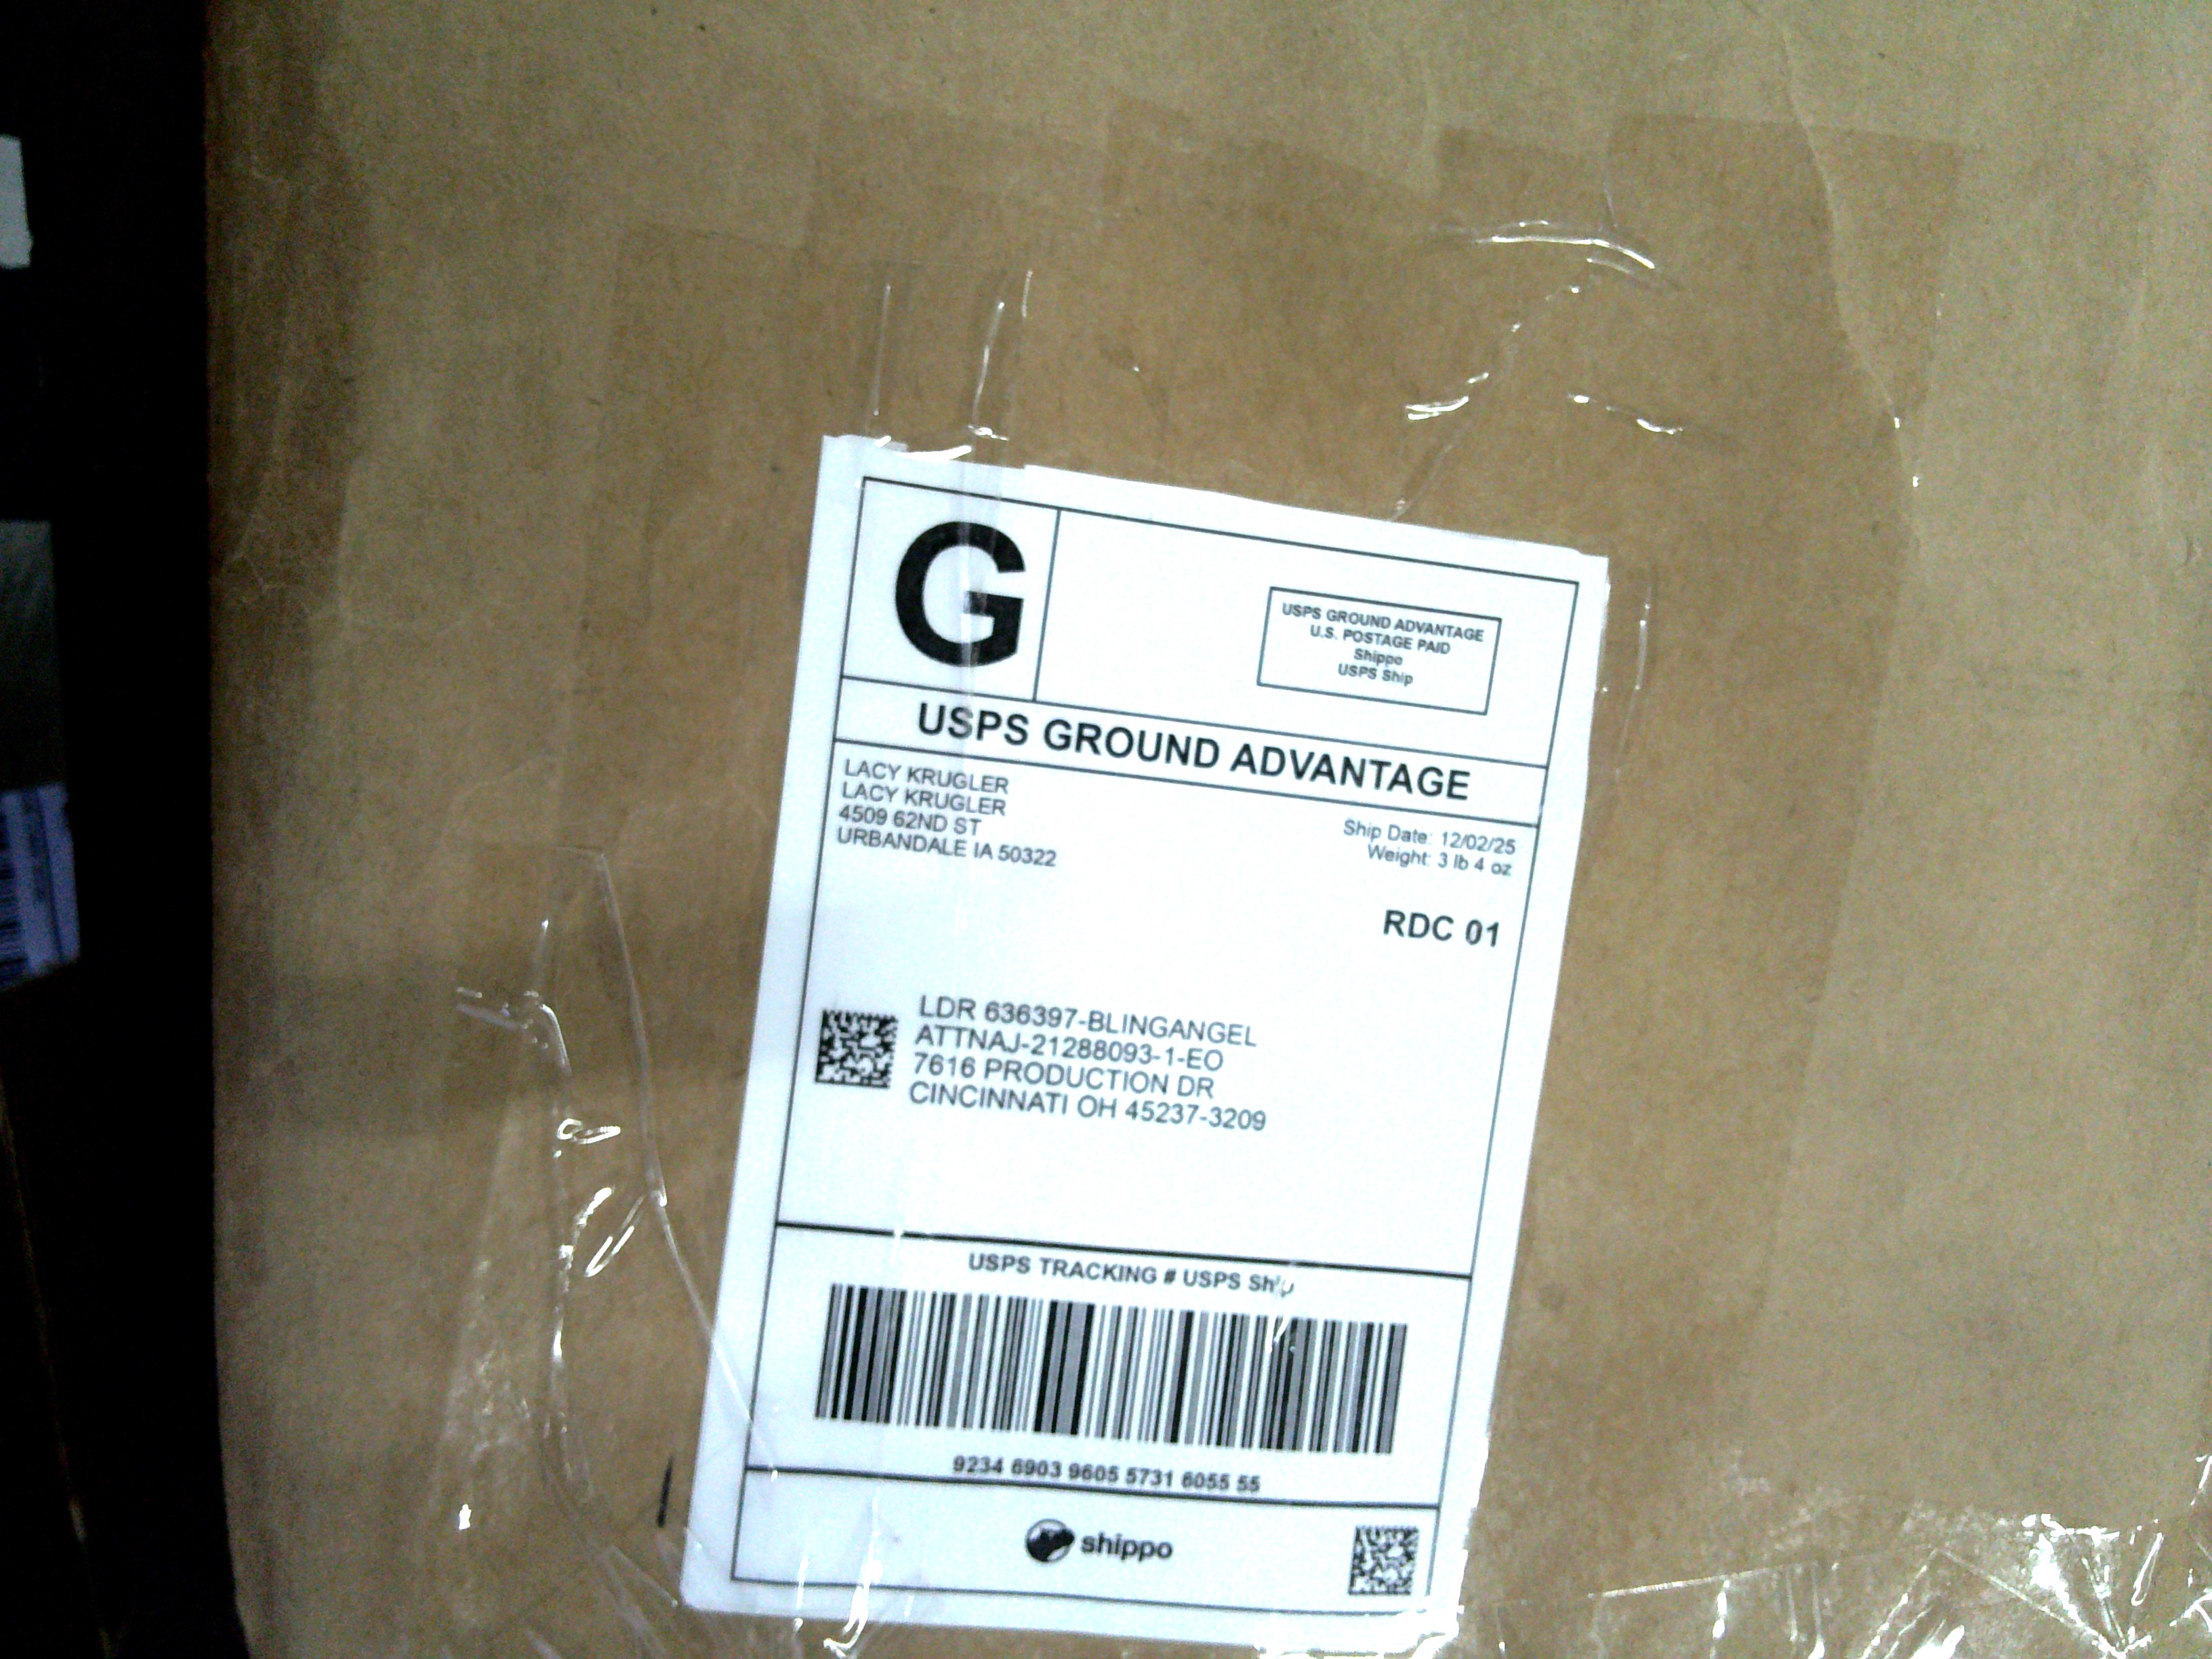 G
USPS GROUND ADVANTAGE
U.S. POSTAGE PAID
Shippo
USPS Ship
USPS GROUND ADVANTAGE
LACY KRUGLER
LACY KRUGLER
4509 62ND ST
URBANDALE IA 50322
Ship Date: 12/02/25
Weight: 3 lb 4 oz
RDC 01
LDR 636397-BLINGANGEL
ATTNAJ-21288093-1-EO
7616 PRODUCTION DR
CINCINNATI OH 45237-3209
USPS TRACKING # USPS Ship
9234 6903 9605 5731 6055 55
shippo